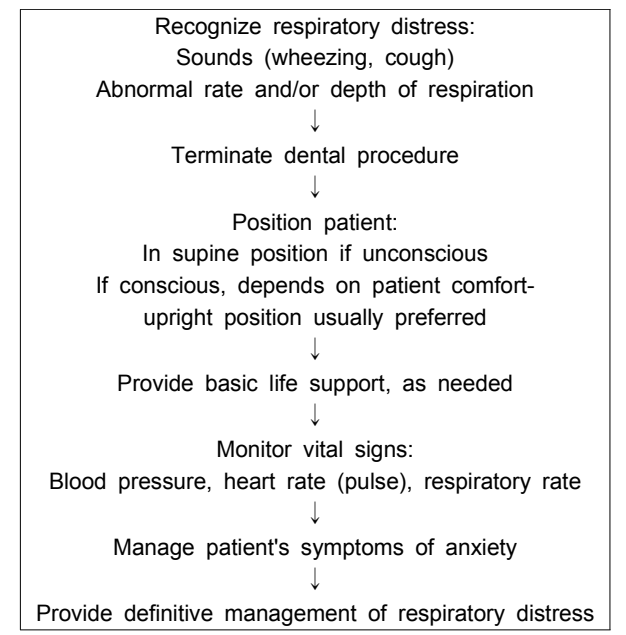 Recognize respiratory distress:
Sounds (wheezing, cough)
Abnormal rate and/or depth of respiration
↓
Terminate dental procedure
↓
Position patient:
In supine position if unconscious
If conscious, depends on patient comfort-
upright position usually preferred
↓
Provide basic life support, as needed
↓
Monitor vital signs:
Blood pressure, heart rate (pulse), respiratory rate
↓
Manage patient's symptoms of anxiety
↓
Provide definitive management of respiratory distress